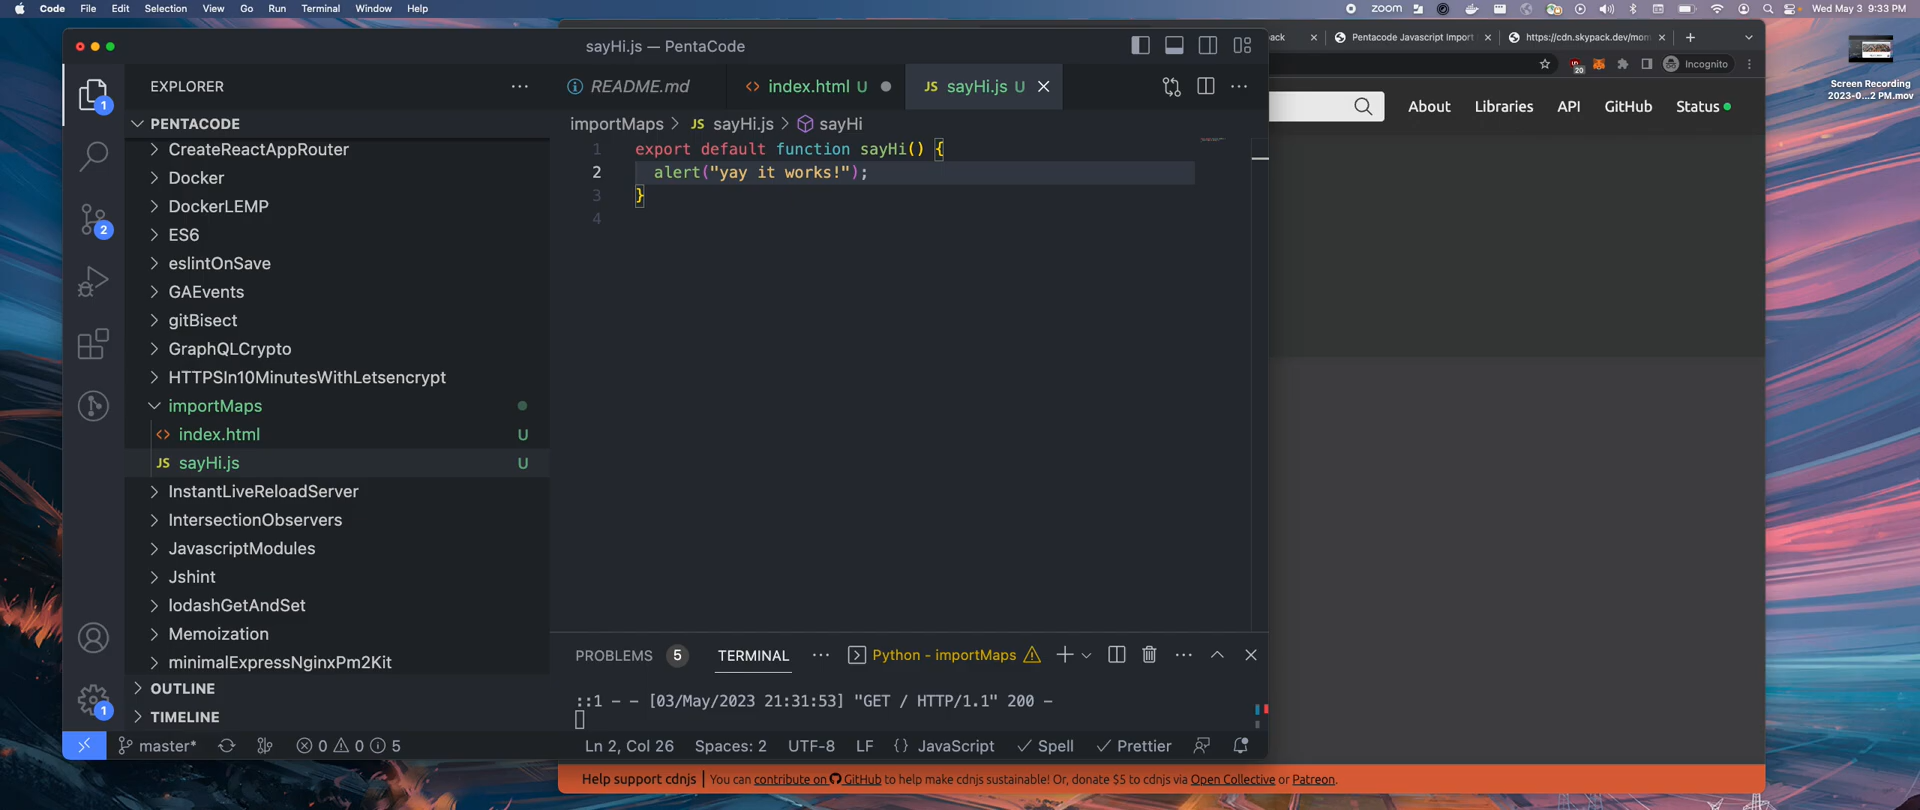 Code File Edit Selection View Go Run Terminal Window Help
zoom Wed May 3 9:33 PM
sayHi.js — PentaCode
EXPLORER
PENTACODE
CreateReactAppRouter
Docker
DockerLEMP
ES6
eslintOnSave
GAEvents
gitBisect
GraphQLCrypto
HTTPSIn10MinutesWithLetsencrypt
importMaps
index.html U
sayHi.js U
InstantLiveReloadServer
IntersectionObservers
JavascriptModules
Jshint
lodashGetAndSet
Memoization
minimalExpressNginxPm2Kit
OUTLINE
TIMELINE
1
2
1
README.md
index.html U
JS sayHi.js U
importMaps > JS sayHi.js > sayHi
1 export default function sayHi() {
2 alert("yay it works!");
3 }
4
PROBLEMS 5 TERMINAL Python - importMaps
::1 - - [03/May/2023 21:31:53] "GET / HTTP/1.1" 200 -
master* 0 0 5 Ln 2, Col 26 Spaces: 2 UTF-8 LF {} JavaScript Spell Prettier
ack
Pentacode Javascript Import
https://cdn.skypack.dev/mom
20
Incognito
About Libraries API GitHub Status
Help support cdnjs | You can contribute on GitHub to help make cdnjs sustainable! Or, donate $5 to cdnjs via Open Collective or Patreon.
Screen Recording
2023-0...2 PM.mov